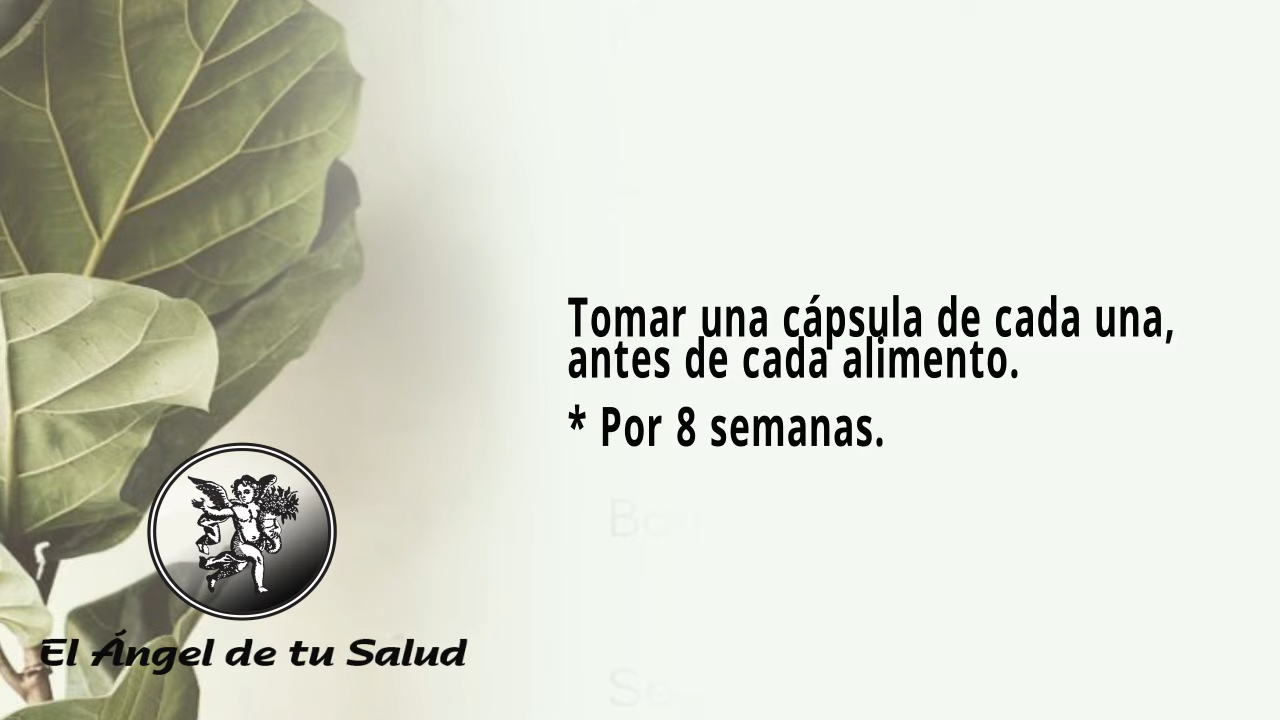 Tomar una cápsula de cada una,
antes de cada alimento.
* Por 8 semanas.
El Ángel de tu Salud